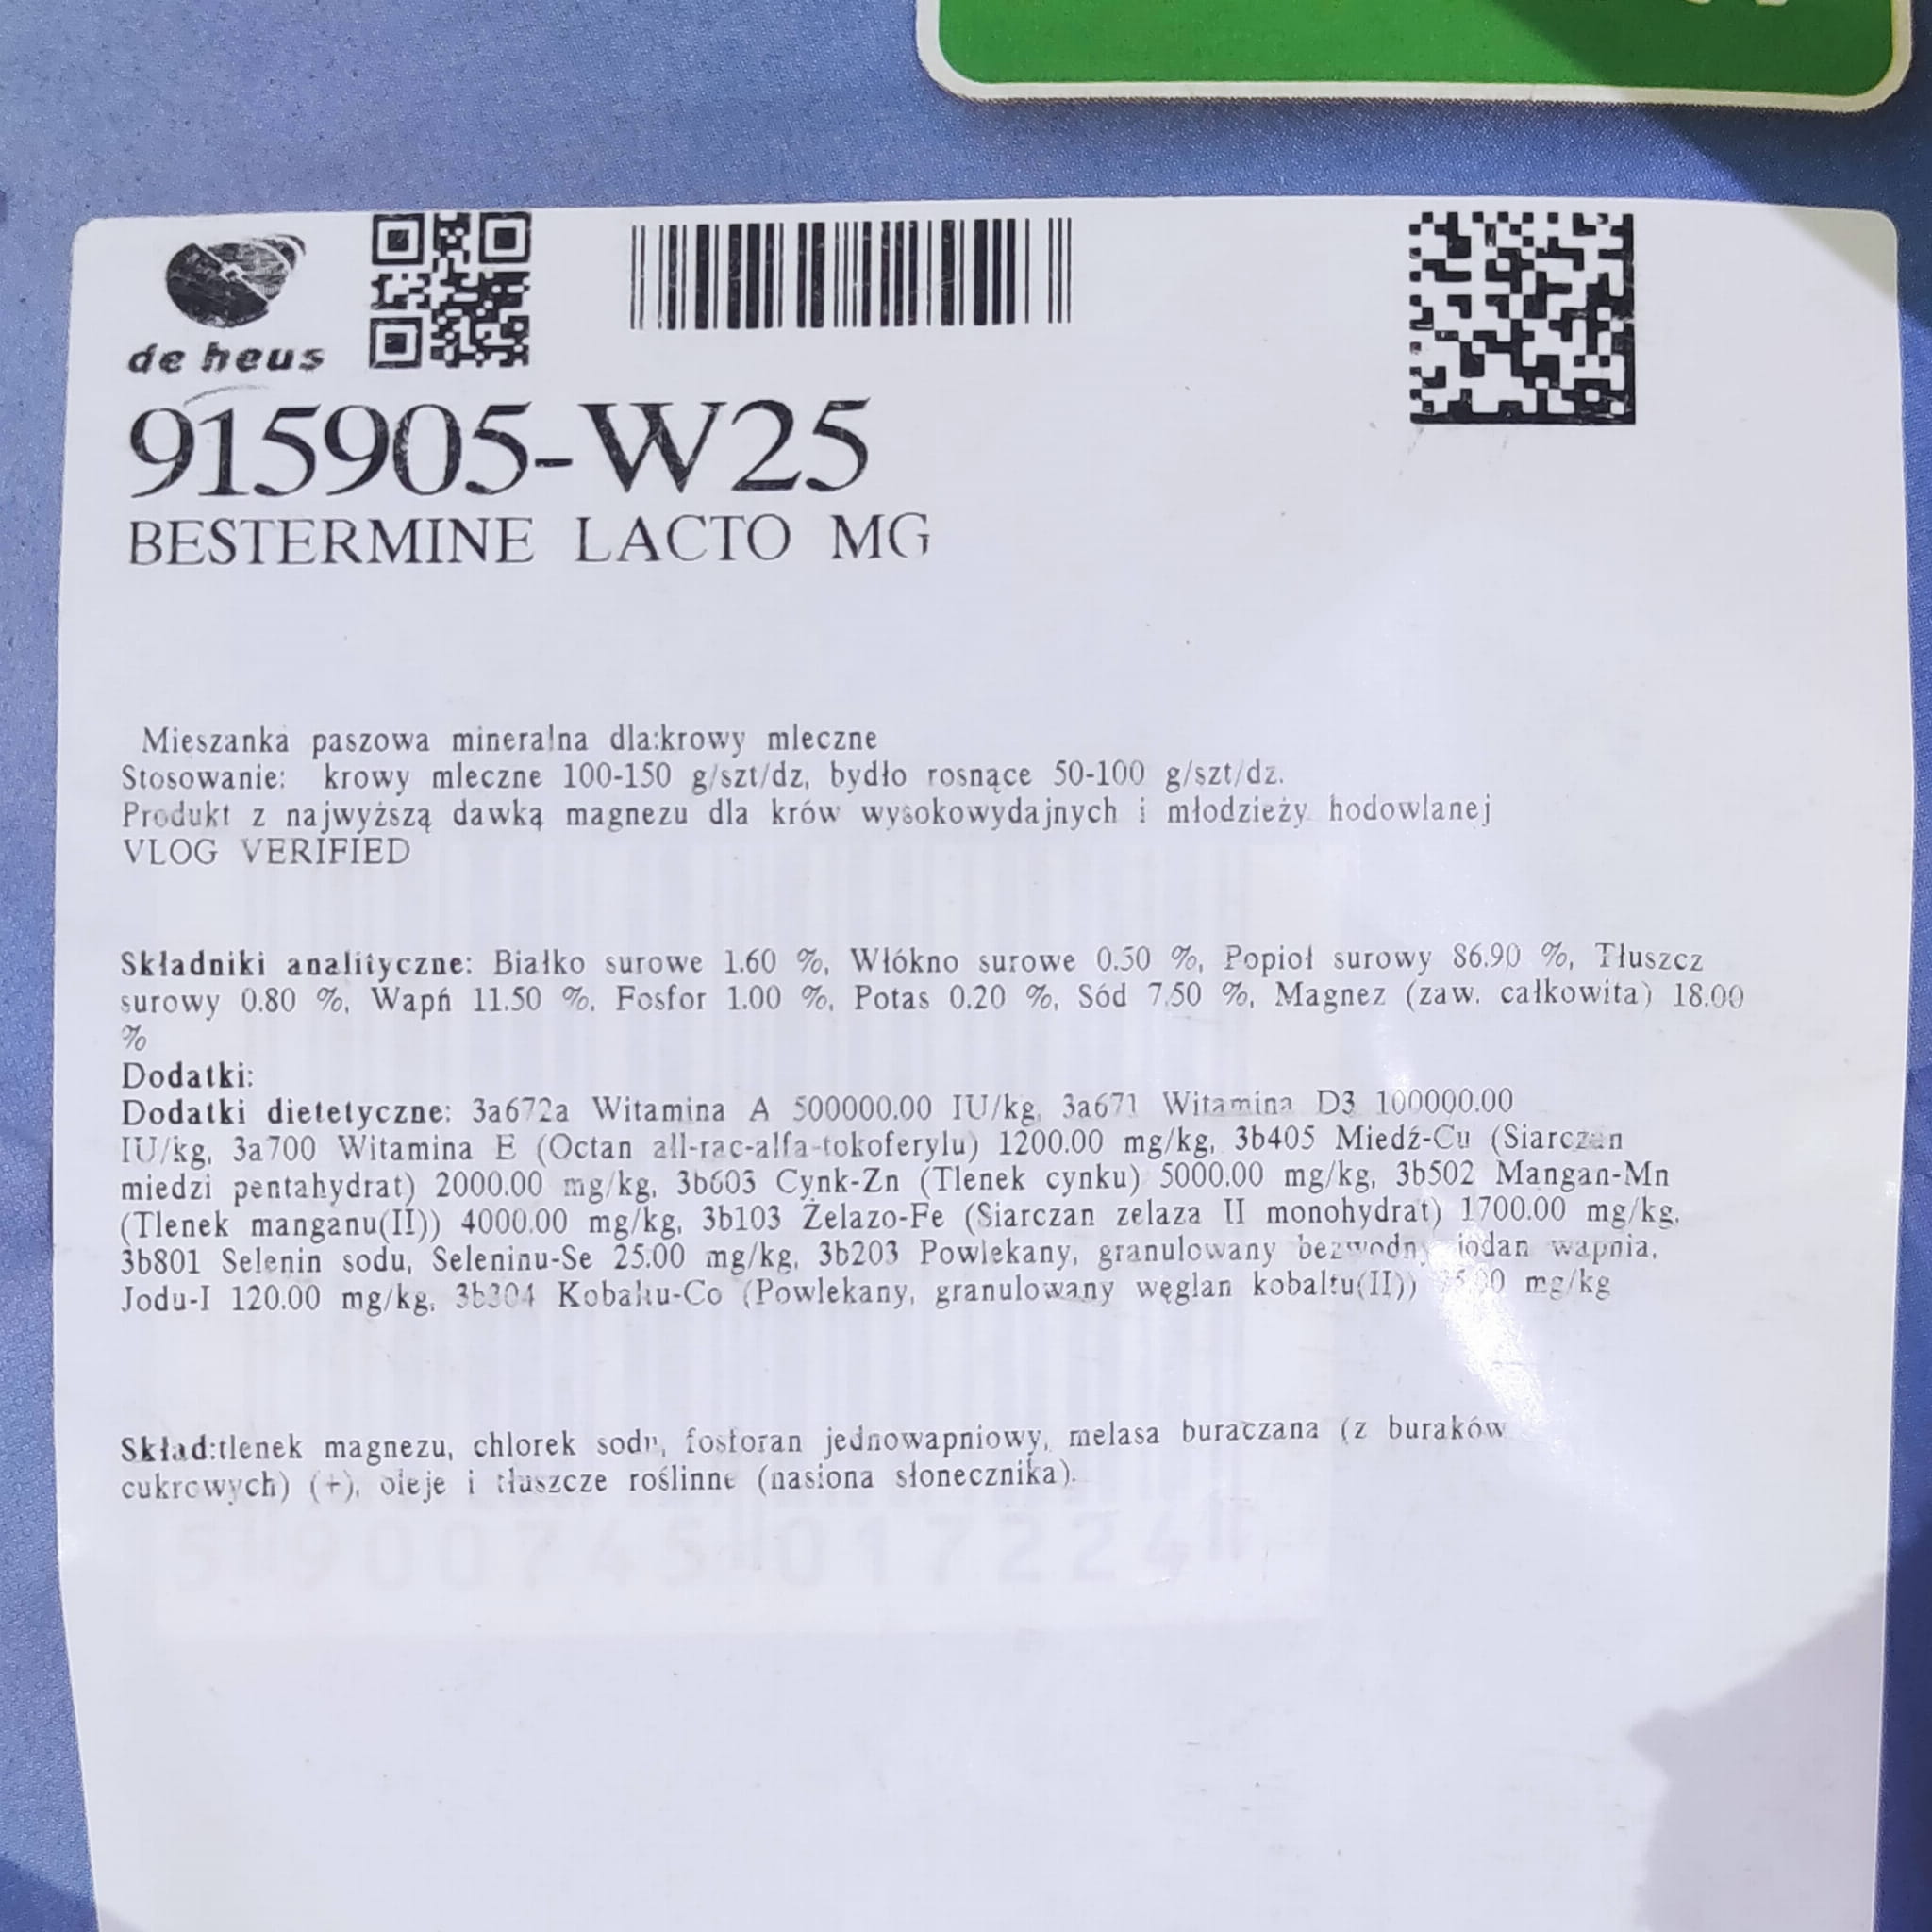 de heus
915905-W25
BESTERMINE LACTO MG
Mieszanka paszowa mineralna dla:krowy mleczne
Stosowanie: krowy mleczne 100-150 g/szt/dz, bydło rosnące 50-100 g/szt/dz.
Produkt z najwyższą dawką magnezu dla krów wysokowydajnych i młodzieży hodowlanej
VLOG VERIFIED
Składniki analityczne: Białko surowe 1.60 %, Włókno surowe 0.50 %, Popioł surowy 86.90 %, Tłuszcz
surowy 0.80 %, Wapń 11.50 %, Fosfor 1.00 %, Potas 0.20 %, Sód 7.50 %, Magnez (zaw. całkowita) 18.00
%
Dodatki:
Dodatki dietetyczne: 3a672a Witamina A 500000.00 IU/kg, 3a671 Witamina D3 100000.00
IU/kg, 3a700 Witamina E (Octan all-rac-alfa-tokoferylu) 1200.00 mg/kg, 3b405 Miedź-Cu (Siarczan
miedzi pentahydrat) 2000.00 mg/kg, 3b603 Cynk-Zn (Tlenek cynku) 5000.00 mg/kg, 3b502 Mangan-Mn
(Tlenek manganu(II)) 4000.00 mg/kg, 3b103 Żelazo-Fe (Siarczan zelaza II monohydrat) 1700.00 mg/kg,
3b801 Selenin sodu, Seleninu-Se 25.00 mg/kg, 3b203 Powlekany, granulowany bezwodny jodan wapnia,
Jodu-I 120.00 mg/kg, 3b304 Kobaltu-Co (Powlekany, granulowany węglan kobaltu(II)) mg/kg
Skład:tlenek magnezu, chlorek sodu, fosforan jednowapniowy, melasa buraczana (z buraków
cukrowych) (+), oleje i tłuszcze roślinne (nasiona słonecznika).
5 900745 017224